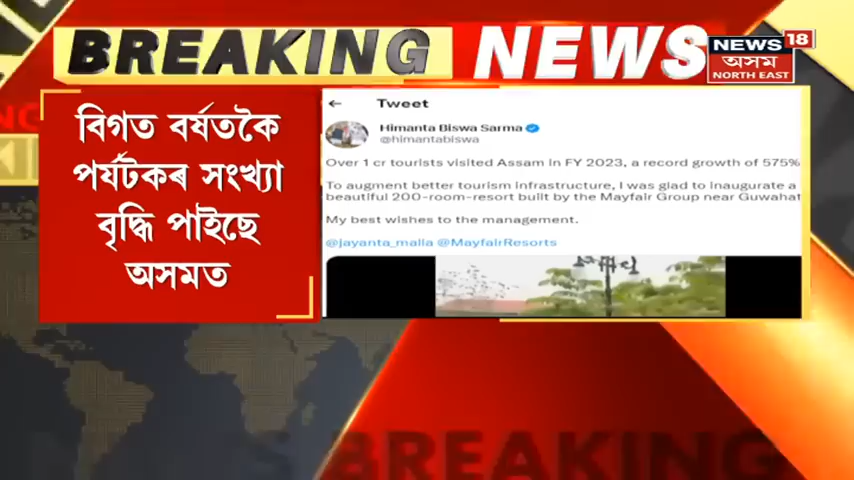 BREAKING NEWS
NEWS 18
অসম
NORTH EAST
বিগত বৰ্ষতকৈ
পৰ্যটকৰ সংখ্যা
বৃদ্ধি পাইছে
অসমত
Tweet
Himanta Biswa Sarma
@himantabiswa
Over 1 cr tourists visited Assam in FY 2023, a record growth of 575%
To augment better tourism infrastructure, I was glad to inaugurate a
beautiful 200-room-resort built by the Mayfair Group near Guwahat
My best wishes to the management.
@jayanta_malla @MayfairResorts
BREAKING